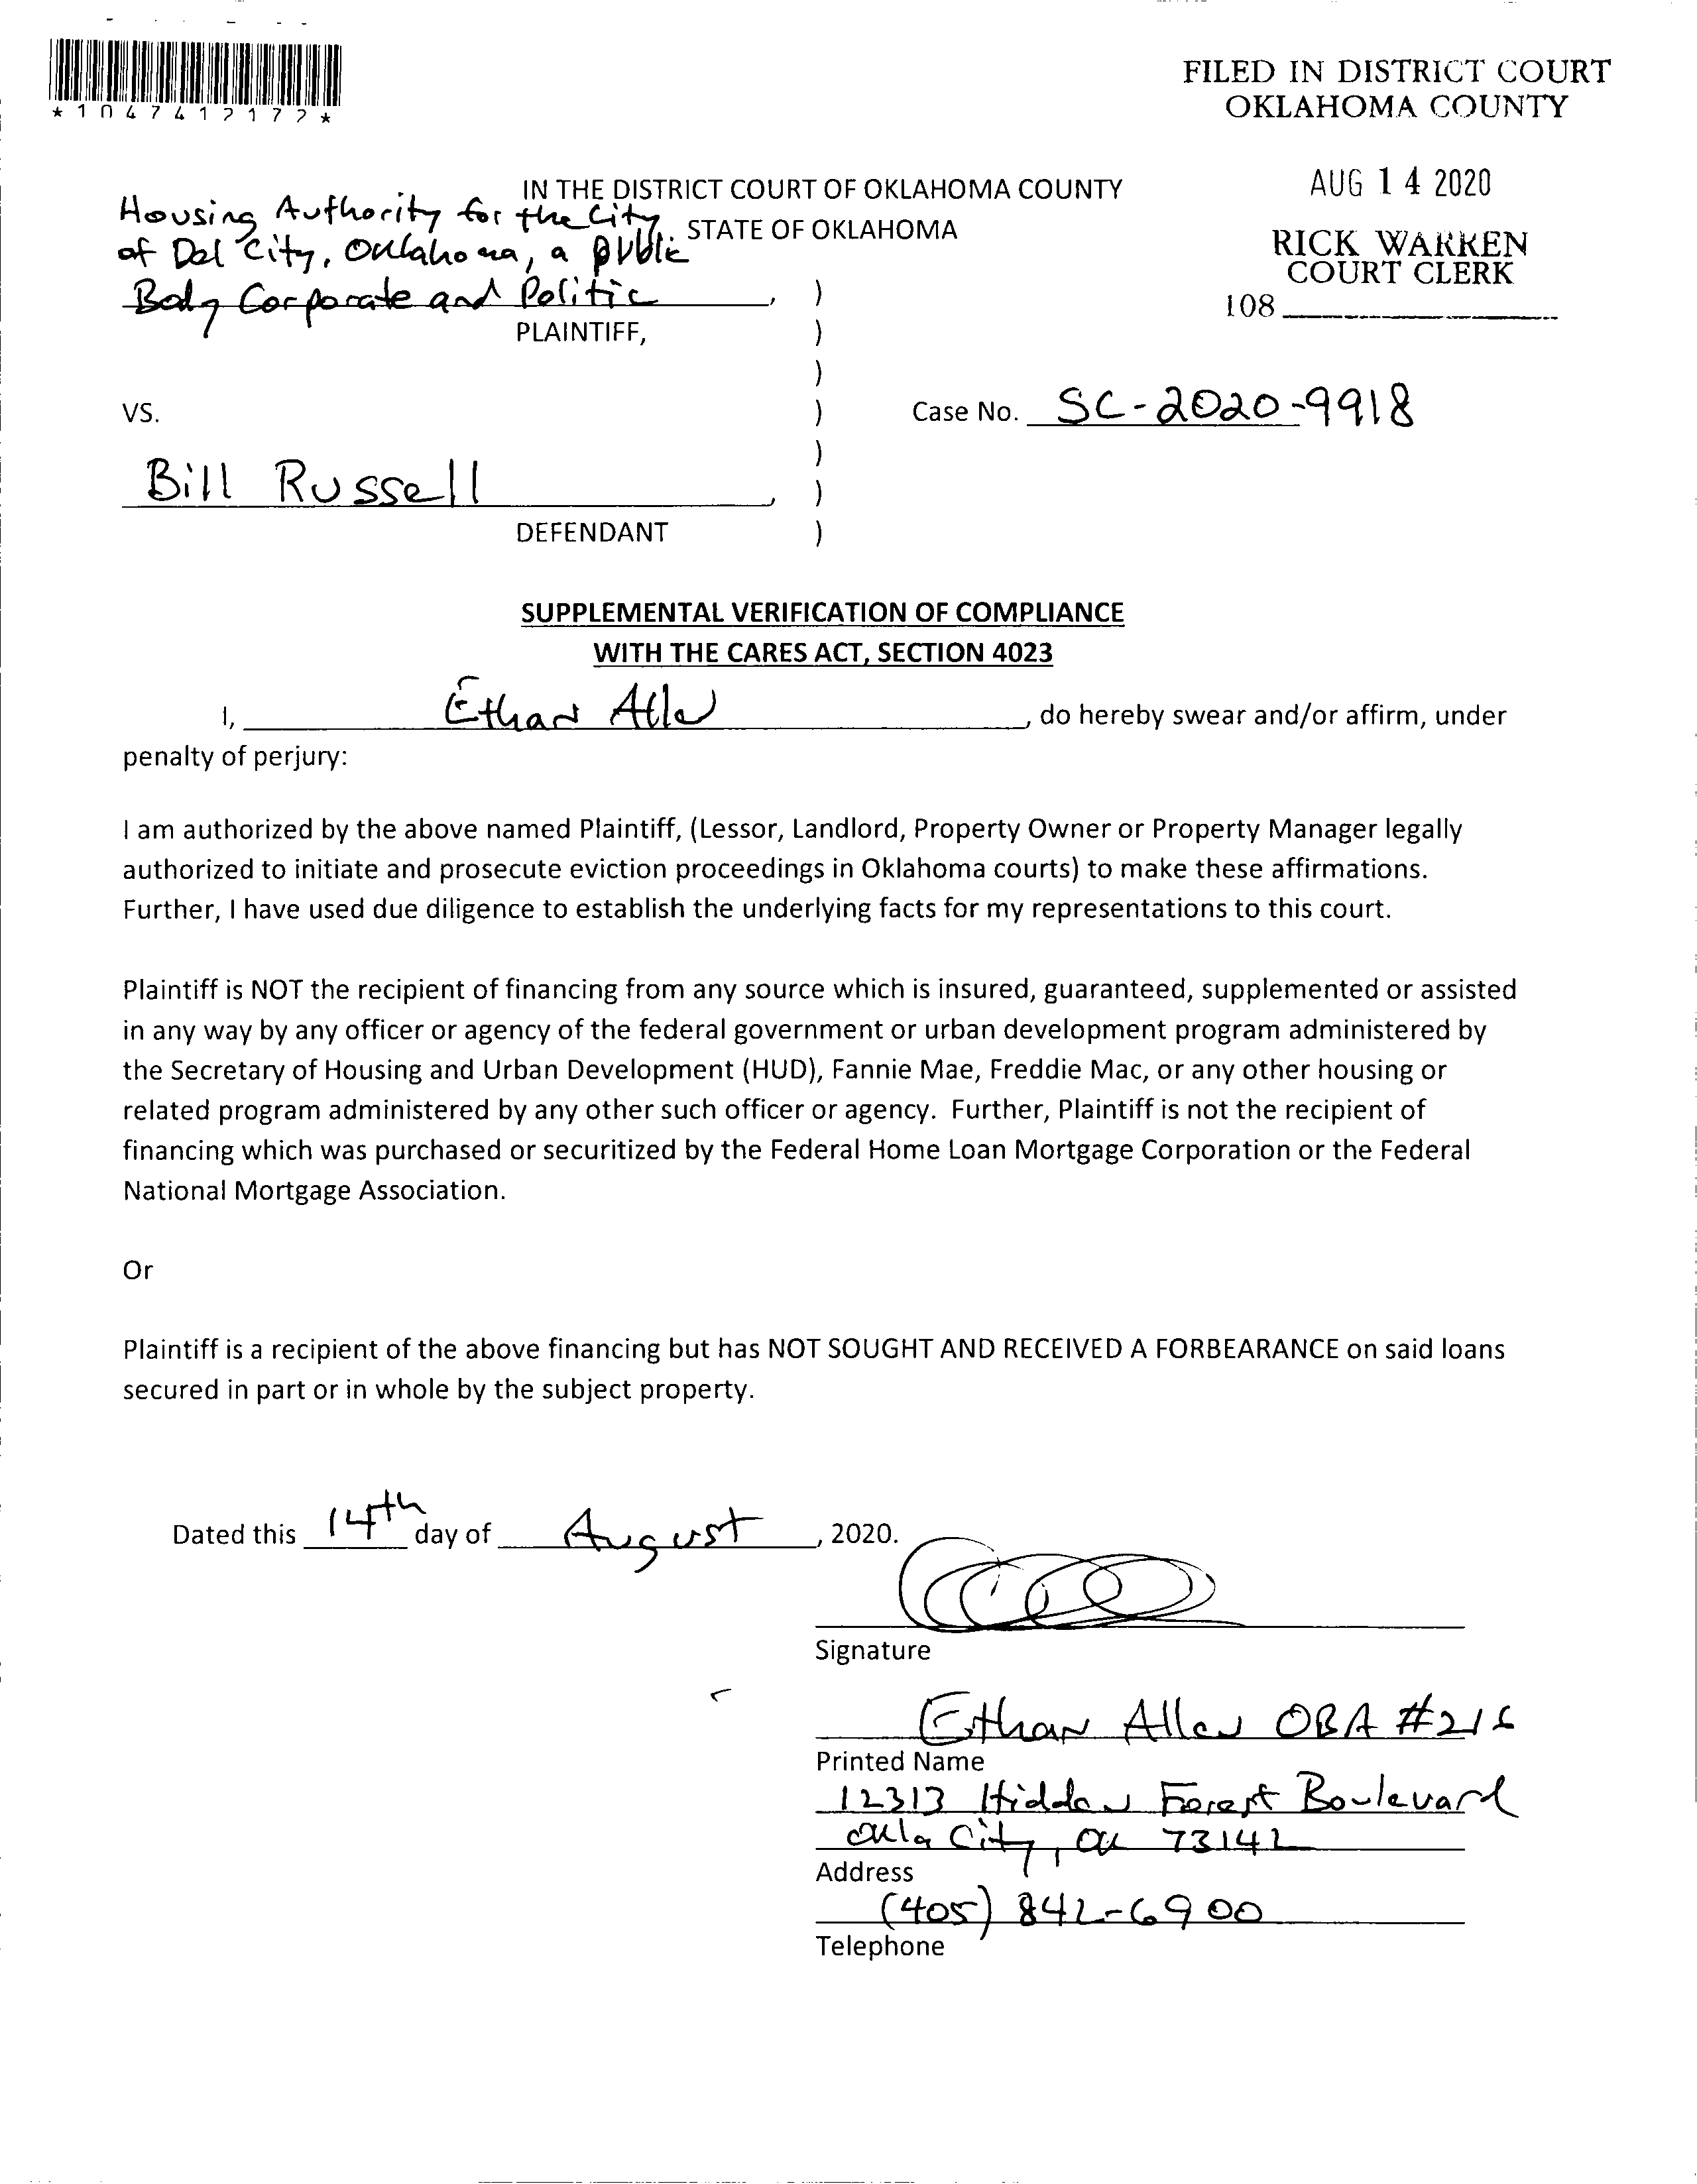 *1047412172*
FILED IN DISTRICT COURT
OKLAHOMA COUNTY
AUG 14 2020
RICK WARREN
COURT CLERK
108
IN THE DISTRICT COURT OF OKLAHOMA COUNTY
STATE OF OKLAHOMA
Housing Authority for the City
of Del City, Oklahoma, a public
Body Corporate and Politic, )
PLAINTIFF, )
)
VS. ) Case No. SC-2020-9918
)
Bill Russell, )
DEFENDANT )
SUPPLEMENTAL VERIFICATION OF COMPLIANCE
WITH THE CARES ACT, SECTION 4023
I, Ethan Allen, do hereby swear and/or affirm, under
penalty of perjury:
I am authorized by the above named Plaintiff, (Lessor, Landlord, Property Owner or Property Manager legally
authorized to initiate and prosecute eviction proceedings in Oklahoma courts) to make these affirmations.
Further, I have used due diligence to establish the underlying facts for my representations to this court.
Plaintiff is NOT the recipient of financing from any source which is insured, guaranteed, supplemented or assisted
in any way by any officer or agency of the federal government or urban development program administered by
the Secretary of Housing and Urban Development (HUD), Fannie Mae, Freddie Mac, or any other housing or
related program administered by any other such officer or agency. Further, Plaintiff is not the recipient of
financing which was purchased or securitized by the Federal Home Loan Mortgage Corporation or the Federal
National Mortgage Association.
Or
Plaintiff is a recipient of the above financing but has NOT SOUGHT AND RECEIVED A FORBEARANCE on said loans
secured in part or in whole by the subject property.
Dated this 14th day of August, 2020.
Signature
Ethan Allen OBA #216
Printed Name
12313 Hidden Forest Boulevard
Okla City, OK 73142
Address
(405) 842-6900
Telephone